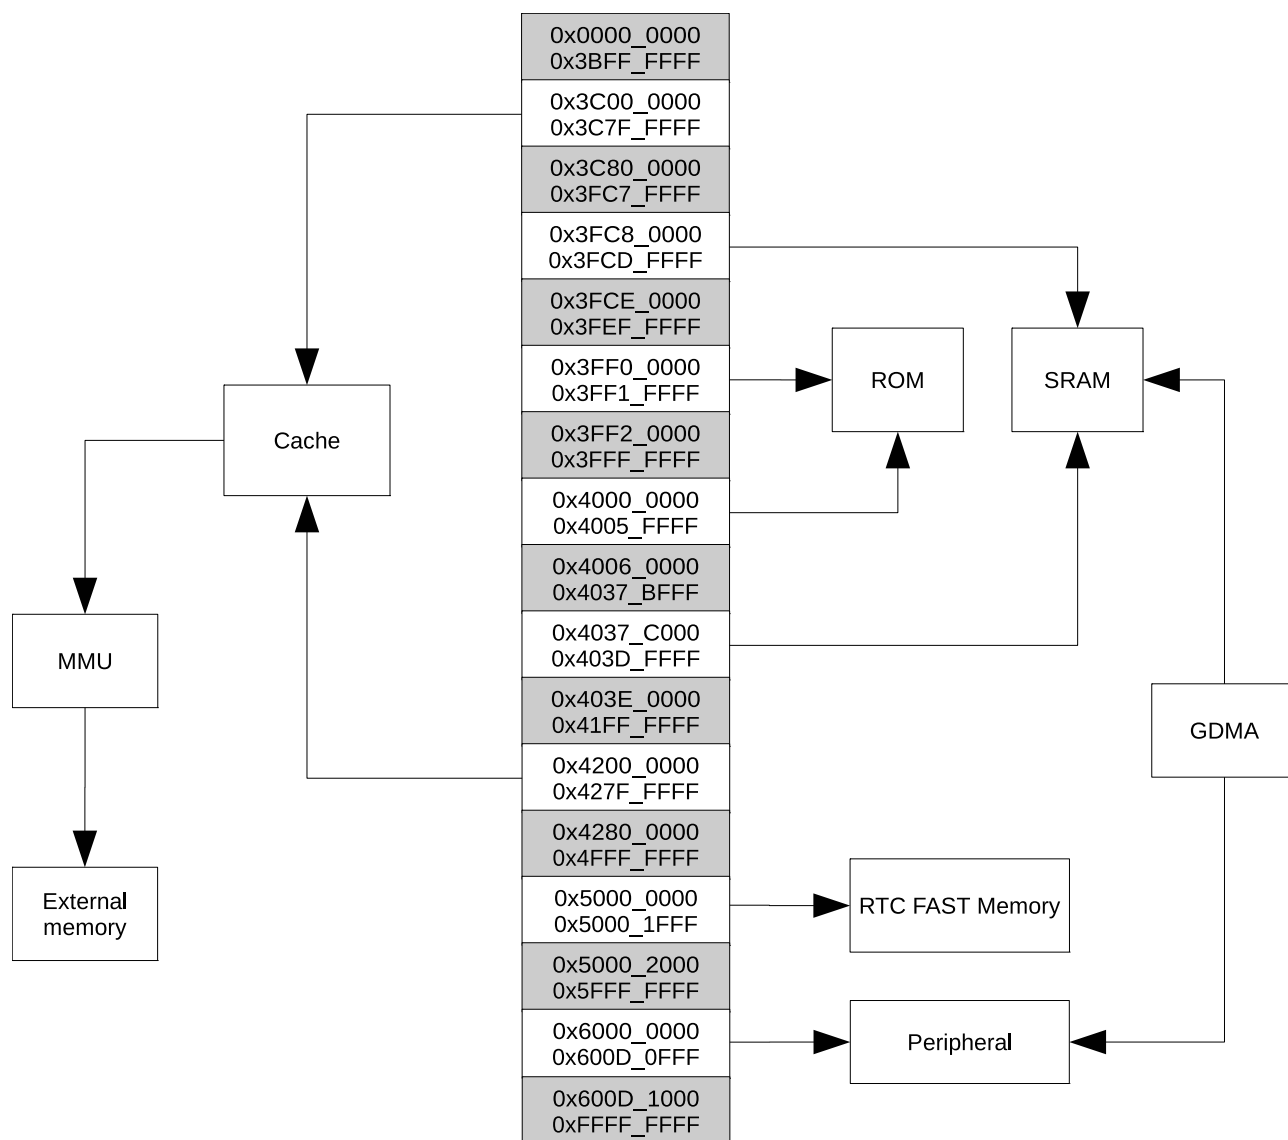 0x0000_0000
0x3BFF_FFFF
0x3C00_0000
0x3C7F_FFFF
0x3C80_0000
0x3FC7_FFFF
0x3FC8_0000
0x3FCD_FFFF
0x3FCE_0000
0x3FEF_FFFF
0x3FF0_0000
0x3FF1_FFFF
0x3FF2_0000
0x3FFF_FFFF
0x4000_0000
0x4005_FFFF
0x4006_0000
0x4037_BFFF
0x4037_C000
0x403D_FFFF
0x403E_0000
0x41FF_FFFF
0x4200_0000
0x427F_FFFF
0x4280_0000
0x4FFF_FFFF
0x5000_0000
0x5000_1FFF
0x5000_2000
0x5FFF_FFFF
0x6000_0000
0x600D_0FFF
0x600D_1000
0xFFFF_FFFF
Cache
MMU
External
memory
ROM
SRAM
GDMA
RTC FAST Memory
Peripheral